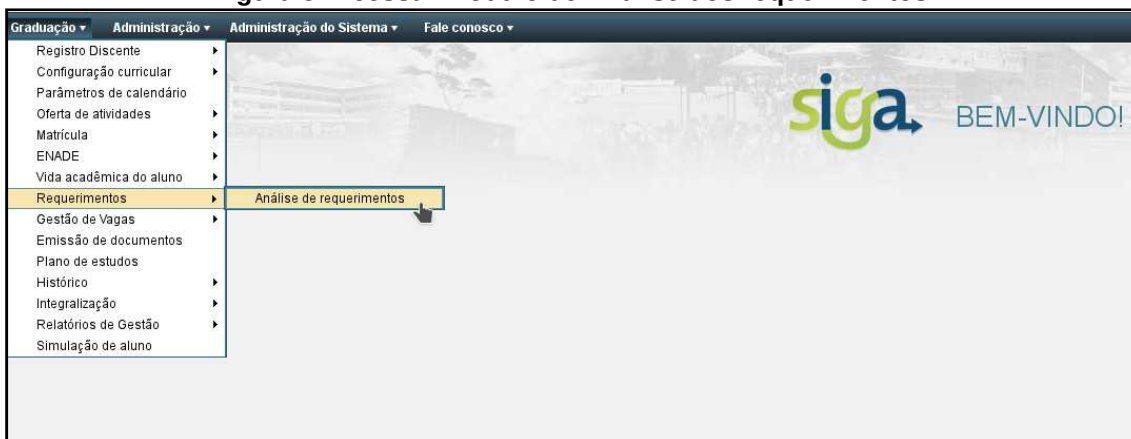 Graduação Administração Administração do Sistema Fale conosco
Registro Discente
Configuração curricular
Parâmetros de calendário
Oferta de atividades
Matrícula
ENADE
Vida acadêmica do aluno
Requerimentos Análise de requerimentos
Gestão de Vagas
Emissão de documentos
Plano de estudos
Histórico
Integralização
Relatórios de Gestão
Simulação de aluno
siga BEM-VINDO!